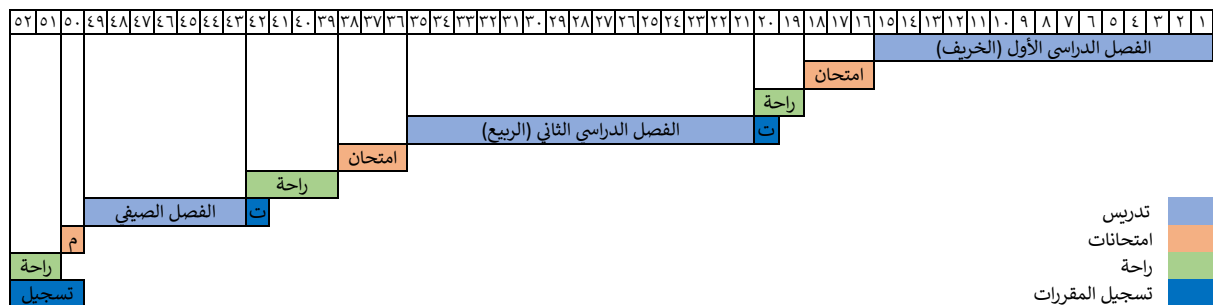 ١ ٢ ٣ ٤ ٥ ٦ ٧ ٨ ٩ ١٠ ١١ ١٢ ١٣ ١٤ ١٥ ١٦ ١٧ ١٨ ١٩ ٢٠ ٢١ ٢٢ ٢٣ ٢٤ ٢٥ ٢٦ ٢٧ ٢٨ ٢٩ ٣٠ ٣١ ٣٢ ٣٣ ٣٤ ٣٥ ٣٦ ٣٧ ٣٨ ٣٩ ٤٠ ٤١ ٤٢ ٤٣ ٤٤ ٤٥ ٤٦ ٤٧ ٤٨ ٤٩ ٥٠ ٥١ ٥٢
الفصل الدراسي الأول (الخريف)
امتحان
راحة
ت الفصل الدراسي الثاني (الربيع)
امتحان
راحة
ت الفصل الصيفي
م
راحة
تسجيل
تدريس
امتحانات
راحة
تسجيل المقررات